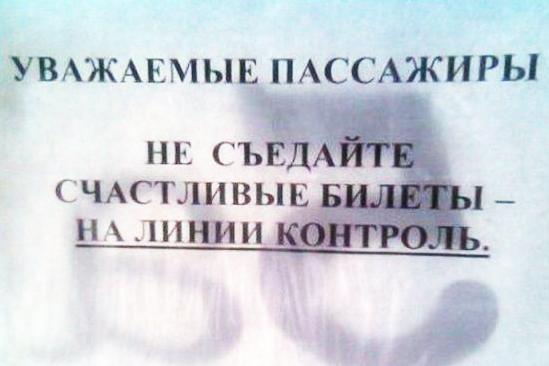 УВАЖАЕМЫЕ ПАССАЖИРЫ
НЕ СЪЕДАЙТЕ
СЧАСТЛИВЫЕ БИЛЕТЫ –
НА ЛИНИИ КОНТРОЛЬ.